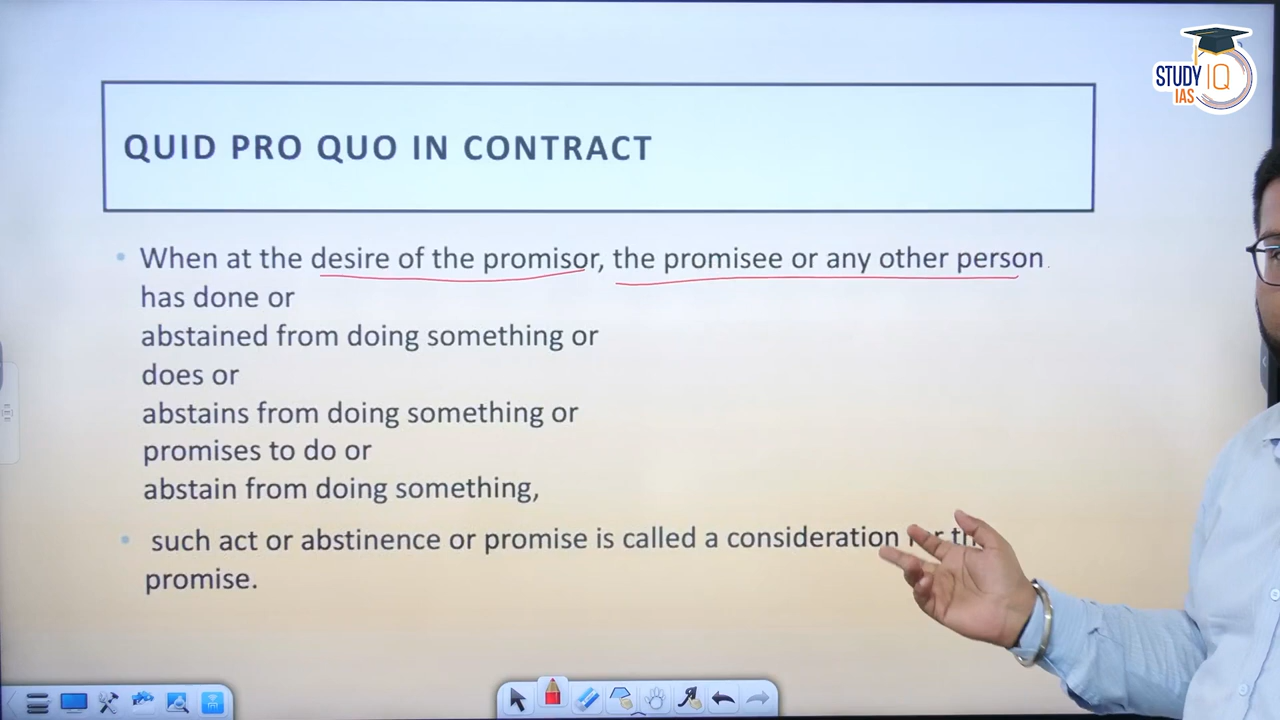 STUDY IQ
IAS
QUID PRO QUO IN CONTRACT
• When at the desire of the promisor, the promisee or any other person
has done or
abstained from doing something or
does or
abstains from doing something or
promises to do or
abstain from doing something,
• such act or abstinence or promise is called a consideration
promise.